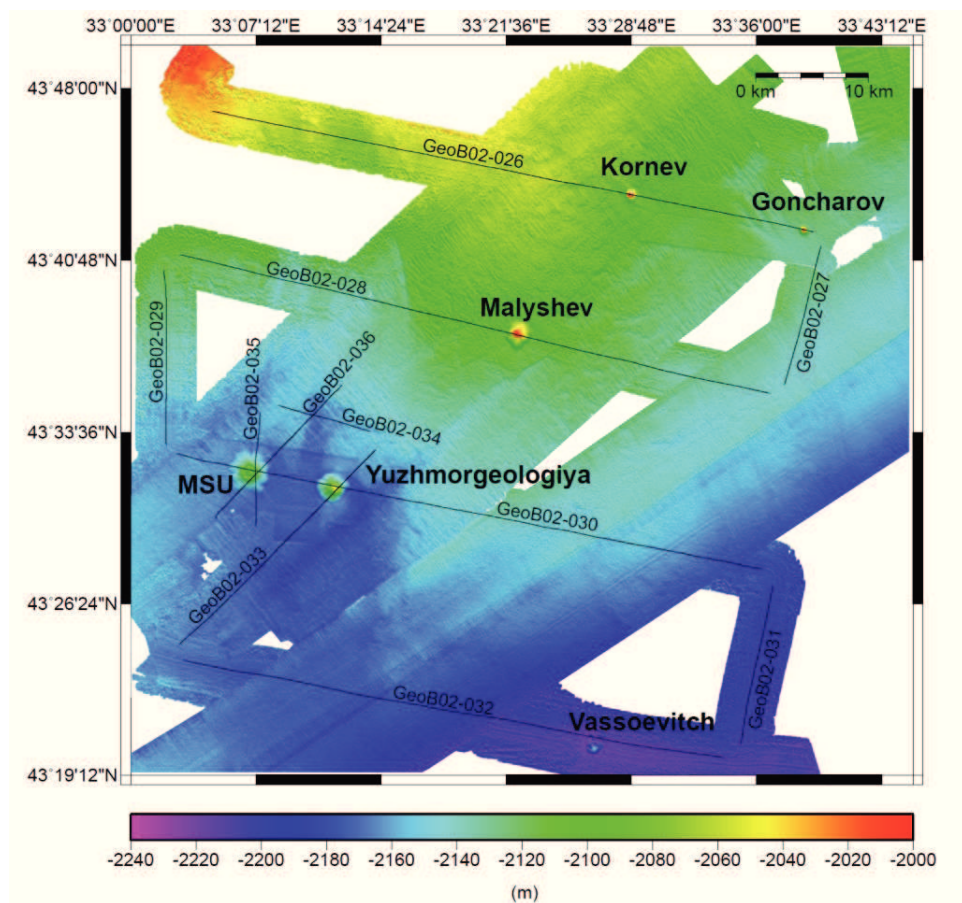 33°00'00"E 33°07'12"E 33°14'24"E 33°21'36"E 33°28'48"E 33°36'00"E 33°43'12"E
43°48'00"N
0 km 10 km
GeoB02-026
Kornev
Goncharov
43°40'48"N
GeoB02-028
GeoB02-027
Malyshev
GeoB02-029
GeoB02-035
GeoB02-036
GeoB02-034
43°33'36"N
MSU
Yuzhmorgeologiya
GeoB02-030
GeoB02-033
43°26'24"N
GeoB02-031
GeoB02-032
Vassoevitch
43°19'12"N
-2240 -2220 -2200 -2180 -2160 -2140 -2120 -2100 -2080 -2060 -2040 -2020 -2000
(m)